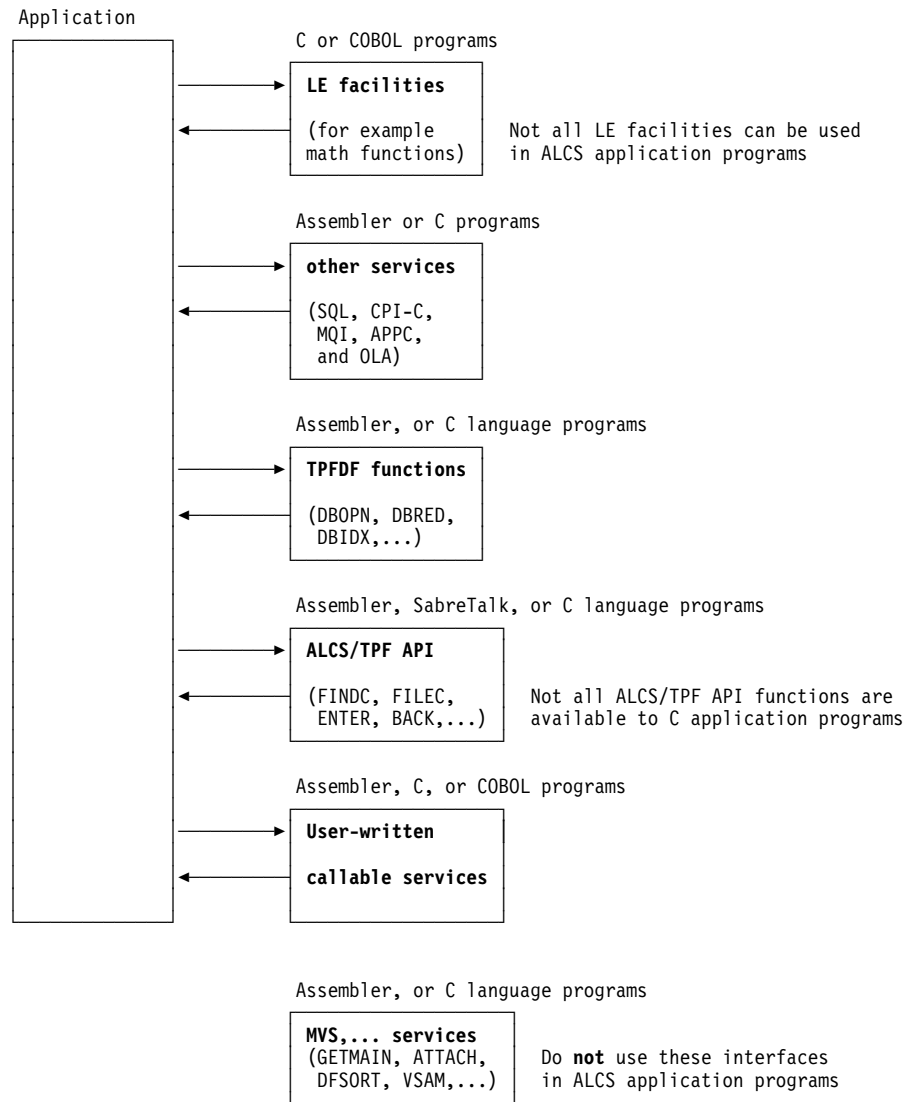 Application
C or COBOL programs
LE facilities
(for example
math functions)
Not all LE facilities can be used
in ALCS application programs
Assembler or C programs
other services
(SQL, CPI-C,
MQI, APPC,
and OLA)
Assembler, or C language programs
TPFDF functions
(DBOPN, DBRED,
DBIDX,...)
Assembler, SabreTalk, or C language programs
ALCS/TPF API
(FINDC, FILEC,
ENTER, BACK,...)
Not all ALCS/TPF API functions are
available to C application programs
Assembler, C, or COBOL programs
User-written
callable services
Assembler, or C language programs
MVS,... services
(GETMAIN, ATTACH,
DFSORT, VSAM,...)
Do not use these interfaces
in ALCS application programs